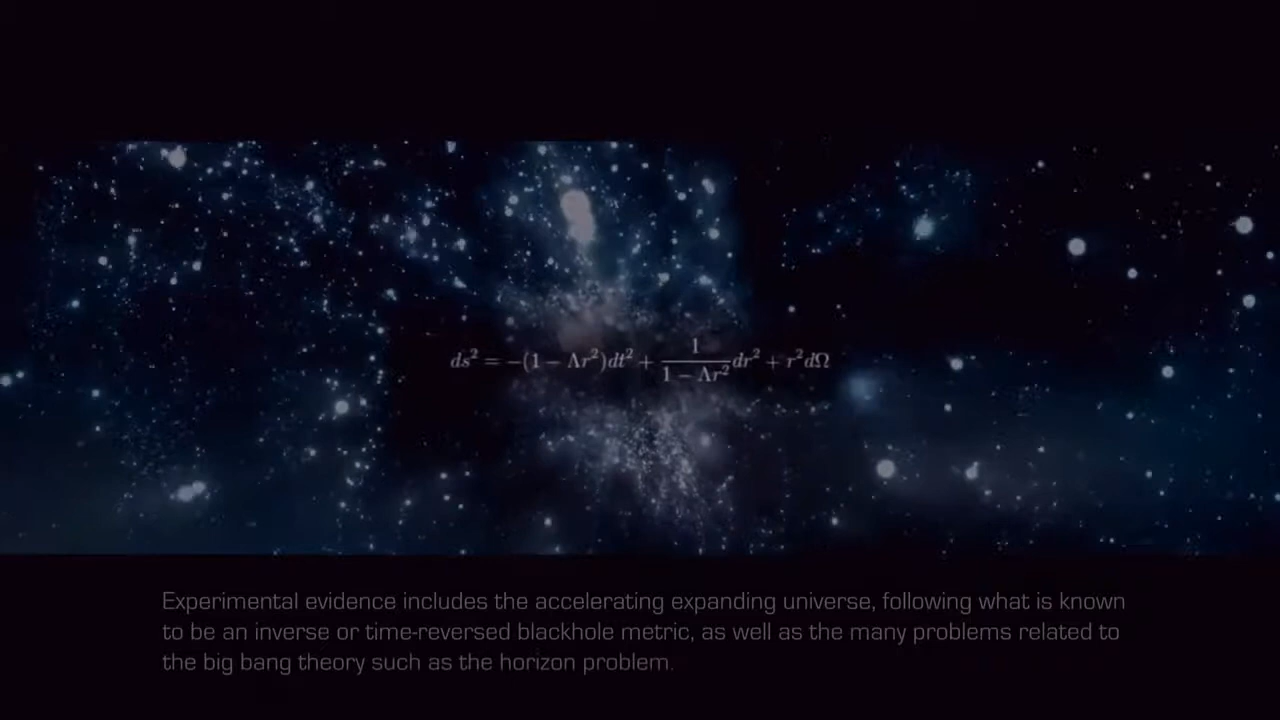 ds² = −(1 − Λr²)dt² + \frac{1}{1 − Λr²}dr² + r²dΩ
Experimental evidence includes the accelerating expanding universe, following what is known
to be an inverse or time-reversed blackhole metric, as well as the many problems related to
the big bang theory such as the horizon problem.